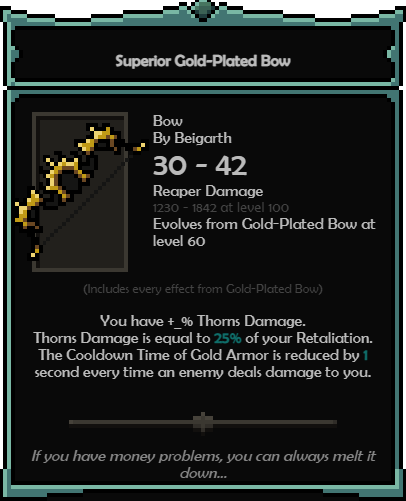 Superior Gold-Plated Bow
Bow
By Beigarth
30 - 42
Reaper Damage
1230 - 1842 at level 100
Evolves from Gold-Plated Bow at
level 60
(Includes every effect from Gold-Plated Bow)
You have +_% Thorns Damage.
Thorns Damage is equal to 25% of your Retaliation.
The Cooldown Time of Gold Armor is reduced by 1
second every time an enemy deals damage to you.
If you have money problems, you can always melt it
down...